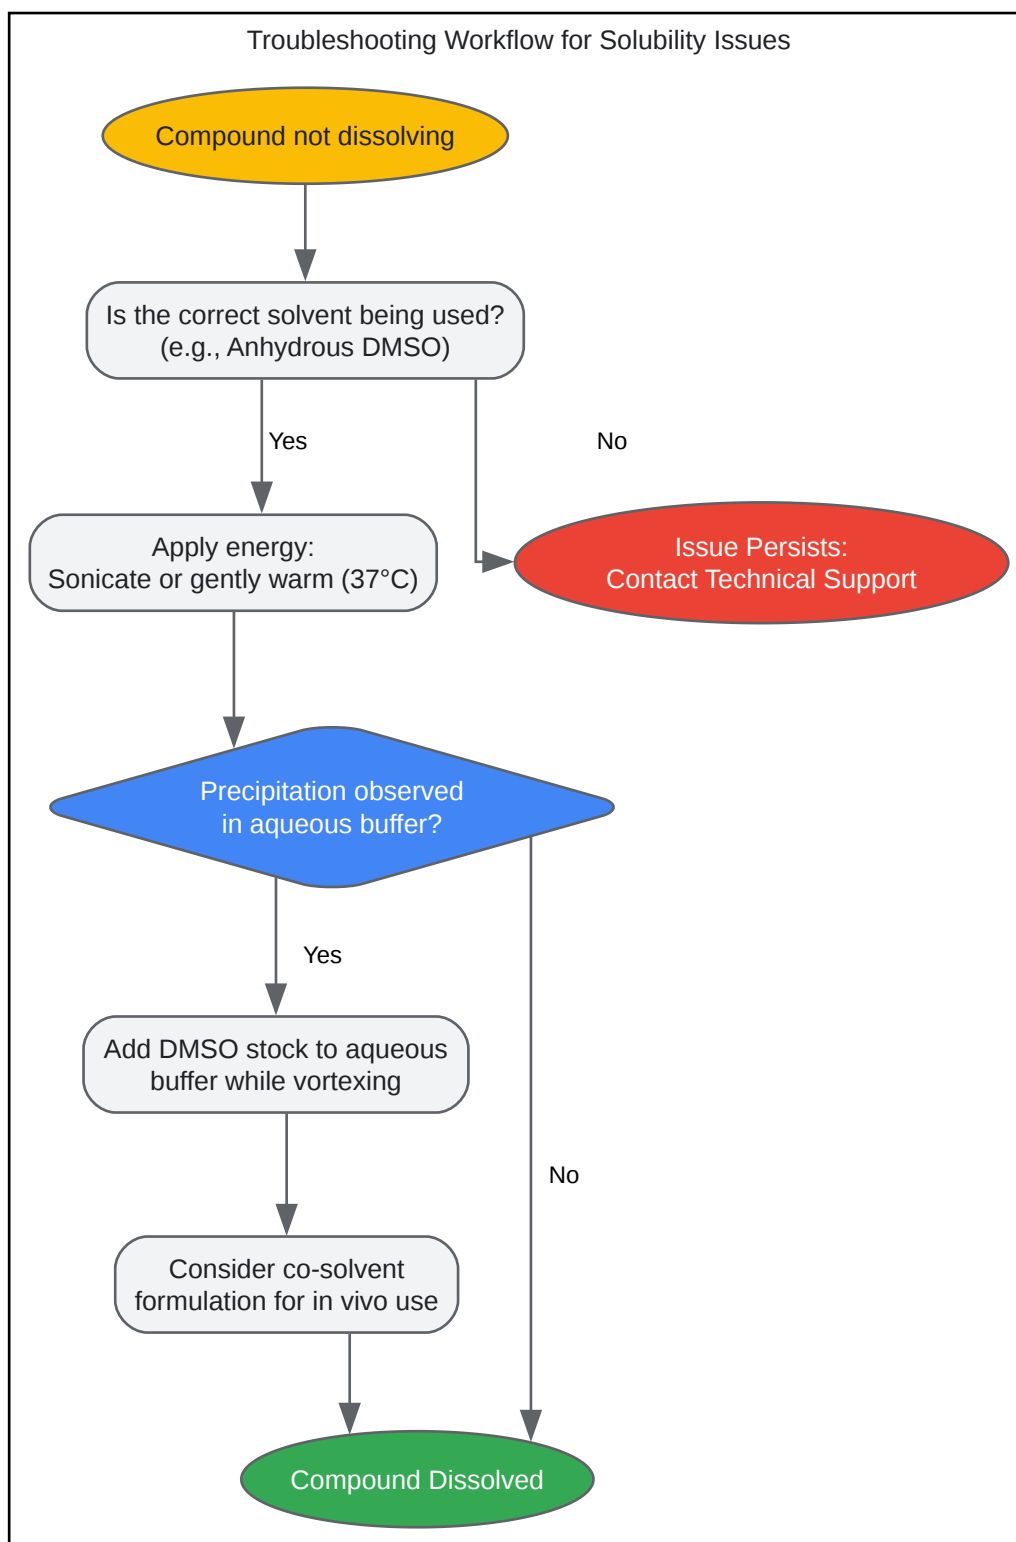 Troubleshooting Workflow for Solubility Issues
Compound not dissolving
Is the correct solvent being used?
(e.g., Anhydrous DMSO)
Yes
No
Apply energy:
Sonicate or gently warm (37°C)
Issue Persists:
Contact Technical Support
Precipitation observed
in aqueous buffer?
Yes
Add DMSO stock to aqueous
buffer while vortexing
No
Consider co-solvent
formulation for in vivo use
Compound Dissolved